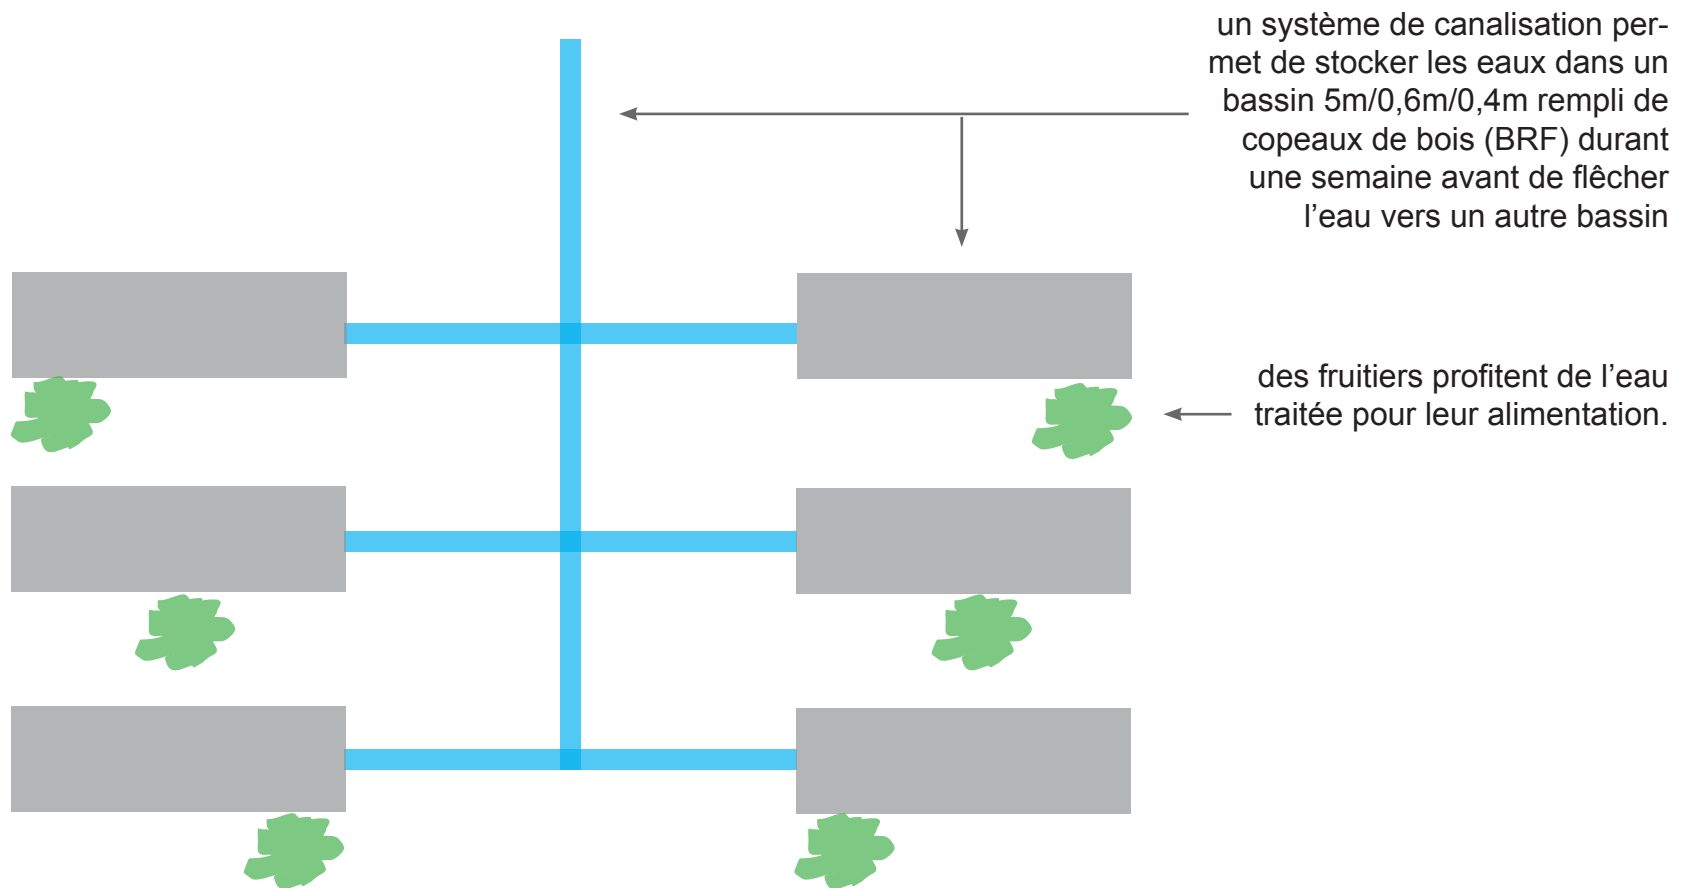 un système de canalisation per-
met de stocker les eaux dans un
bassin 5m/0,6m/0,4m rempli de
copeaux de bois (BRF) durant
une semaine avant de flêcher
l’eau vers un autre bassin
des fruitiers profitent de l’eau
traitée pour leur alimentation.